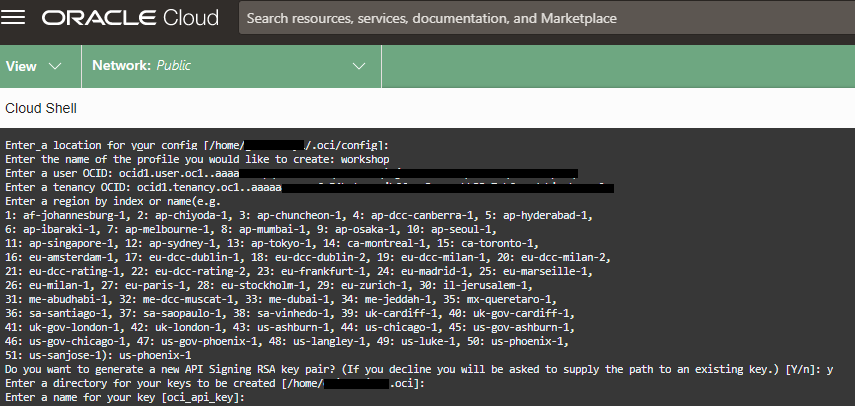 ORACLE Cloud
Search resources, services, documentation, and Marketplace
View
Network: Public
Cloud Shell
Enter a location for your config [/home/ /.oci/config]:
Enter the name of the profile you would like to create: workshop
Enter a user OCID: ocid1.user.oc1..aaaa
Enter a tenancy OCID: ocid1.tenancy.oc1..aaaaa
Enter a region by index or name(e.g.
1: af-johannesburg-1, 2: ap-chiyoda-1, 3: ap-chuncheon-1, 4: ap-dcc-canberra-1, 5: ap-hyderabad-1,
6: ap-ibaraki-1, 7: ap-melbourne-1, 8: ap-mumbai-1, 9: ap-osaka-1, 10: ap-seoul-1,
11: ap-singapore-1, 12: ap-sydney-1, 13: ap-tokyo-1, 14: ca-montreal-1, 15: ca-toronto-1,
16: eu-amsterdam-1, 17: eu-dcc-dublin-1, 18: eu-dcc-dublin-2, 19: eu-dcc-milan-1, 20: eu-dcc-milan-2,
21: eu-dcc-rating-1, 22: eu-dcc-rating-2, 23: eu-frankfurt-1, 24: eu-madrid-1, 25: eu-marseille-1,
26: eu-milan-1, 27: eu-paris-1, 28: eu-stockholm-1, 29: eu-zurich-1, 30: il-jerusalem-1,
31: me-abudhabi-1, 32: me-dcc-muscat-1, 33: me-dubai-1, 34: me-jeddah-1, 35: mx-queretaro-1,
36: sa-santiago-1, 37: sa-saopaulo-1, 38: sa-vinhedo-1, 39: uk-cardiff-1, 40: uk-gov-cardiff-1,
41: uk-gov-london-1, 42: uk-london-1, 43: us-ashburn-1, 44: us-chicago-1, 45: us-gov-ashburn-1,
46: us-gov-chicago-1, 47: us-gov-phoenix-1, 48: us-langley-1, 49: us-luke-1, 50: us-phoenix-1,
51: us-sanjose-1): us-phoenix-1
Do you want to generate a new API Signing RSA key pair? (If you decline you will be asked to supply the path to an existing key.) [Y/n]: y
Enter a directory for your keys to be created [/home/ .oci]:
Enter a name for your key [oci_api_key]: